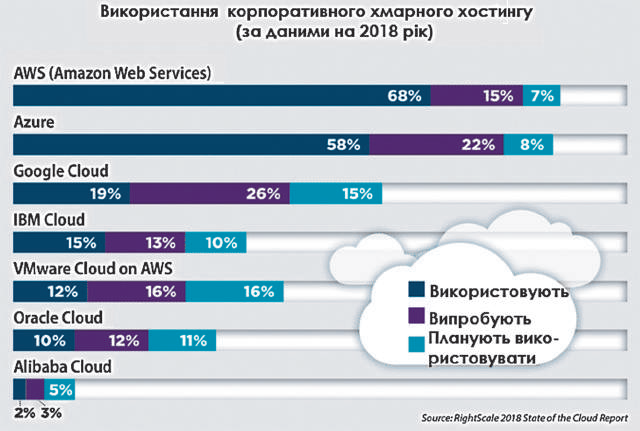 Використання корпоративного хмарного хостингу
(за даними на 2018 рік)
AWS (Amazon Web Services)
68% 15% 7%
Azure
58% 22% 8%
Google Cloud
19% 26% 15%
IBM Cloud
15% 13% 10%
VMware Cloud on AWS
12% 16% 16%
Oracle Cloud
10% 12% 11%
Alibaba Cloud
5%
2% 3%
Використовують
Випробують
Планують вико-
ристовувати
Source: RightScale 2018 State of the Cloud Report